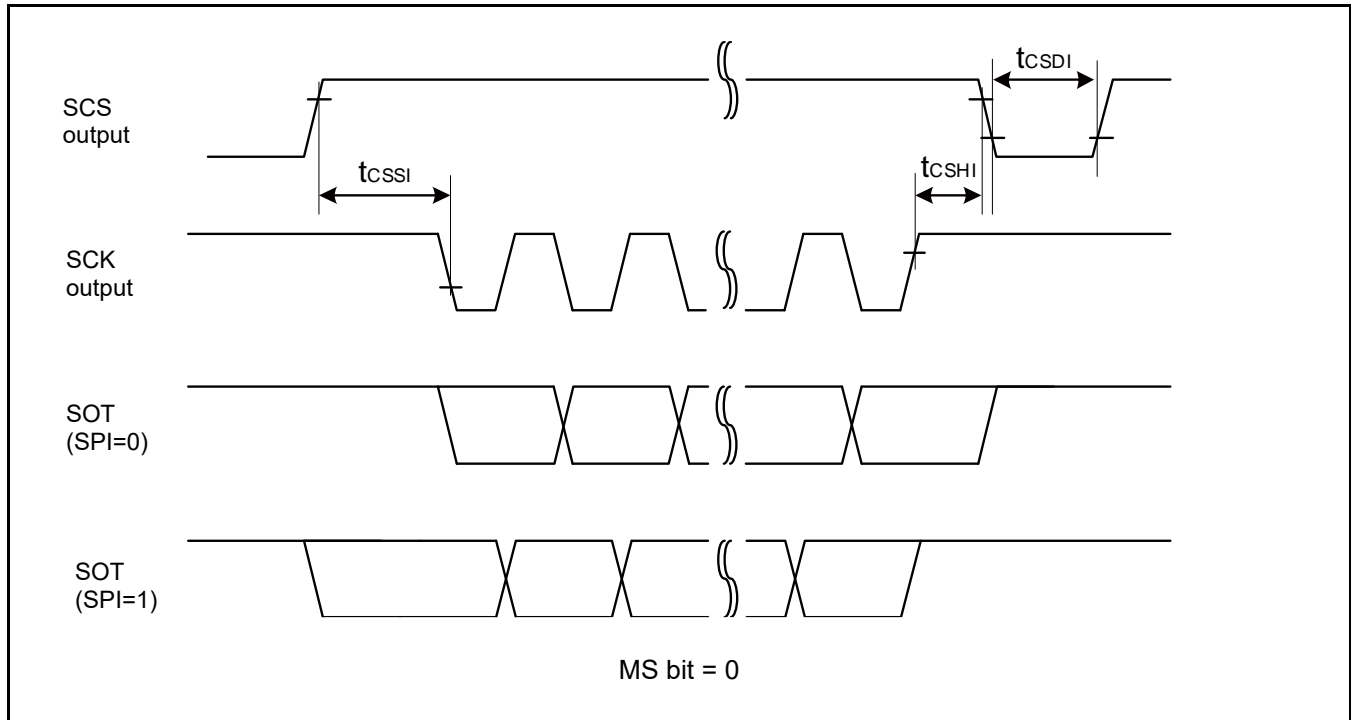 SCS
output
tCSDI
tCSSI
tCSHI
SCK
output
SOT
(SPI=0)
SOT
(SPI=1)
MS bit = 0